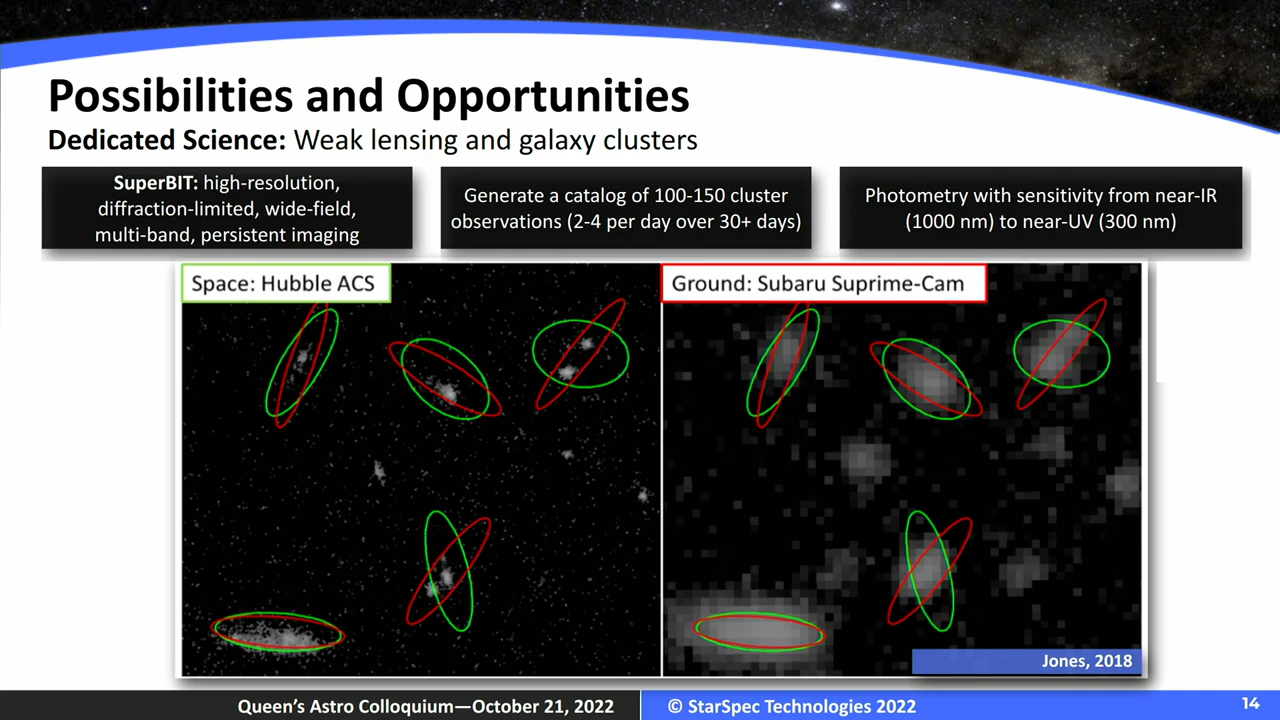 Possibilities and Opportunities
Dedicated Science: Weak lensing and galaxy clusters
SuperBIT: high-resolution,
diffraction-limited, wide-field,
multi-band, persistent imaging
Generate a catalog of 100-150 cluster
observations (2-4 per day over 30+ days)
Photometry with sensitivity from near-IR
(1000 nm) to near-UV (300 nm)
Space: Hubble ACS
Ground: Subaru Suprime-Cam
Jones, 2018
Queen’s Astro Colloquium—October 21, 2022
© StarSpec Technologies 2022
14